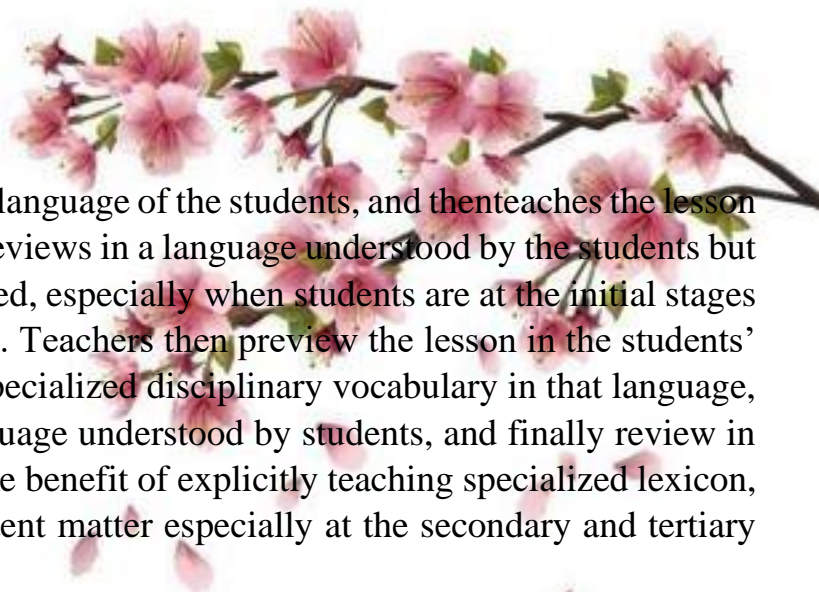 language of the students, and thenteaches the lesson
eviews in a language understood by the students but
ed, especially when students are at the initial stages
. Teachers then preview the lesson in the students’
pecialized disciplinary vocabulary in that language,
uage understood by students, and finally review in
e benefit of explicitly teaching specialized lexicon,
ent matter especially at the secondary and tertiary